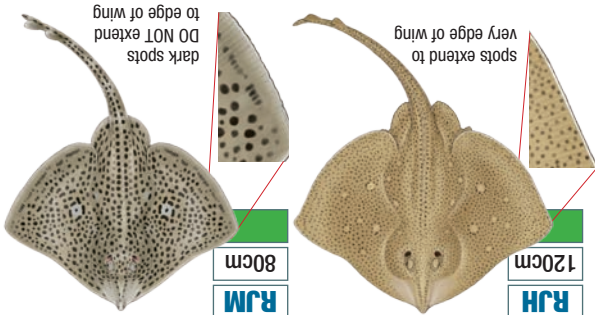 RJH
120cm
spots extend to
very edge of wing
RJM
80cm
dark spots
DO NOT extend
to edge of wing